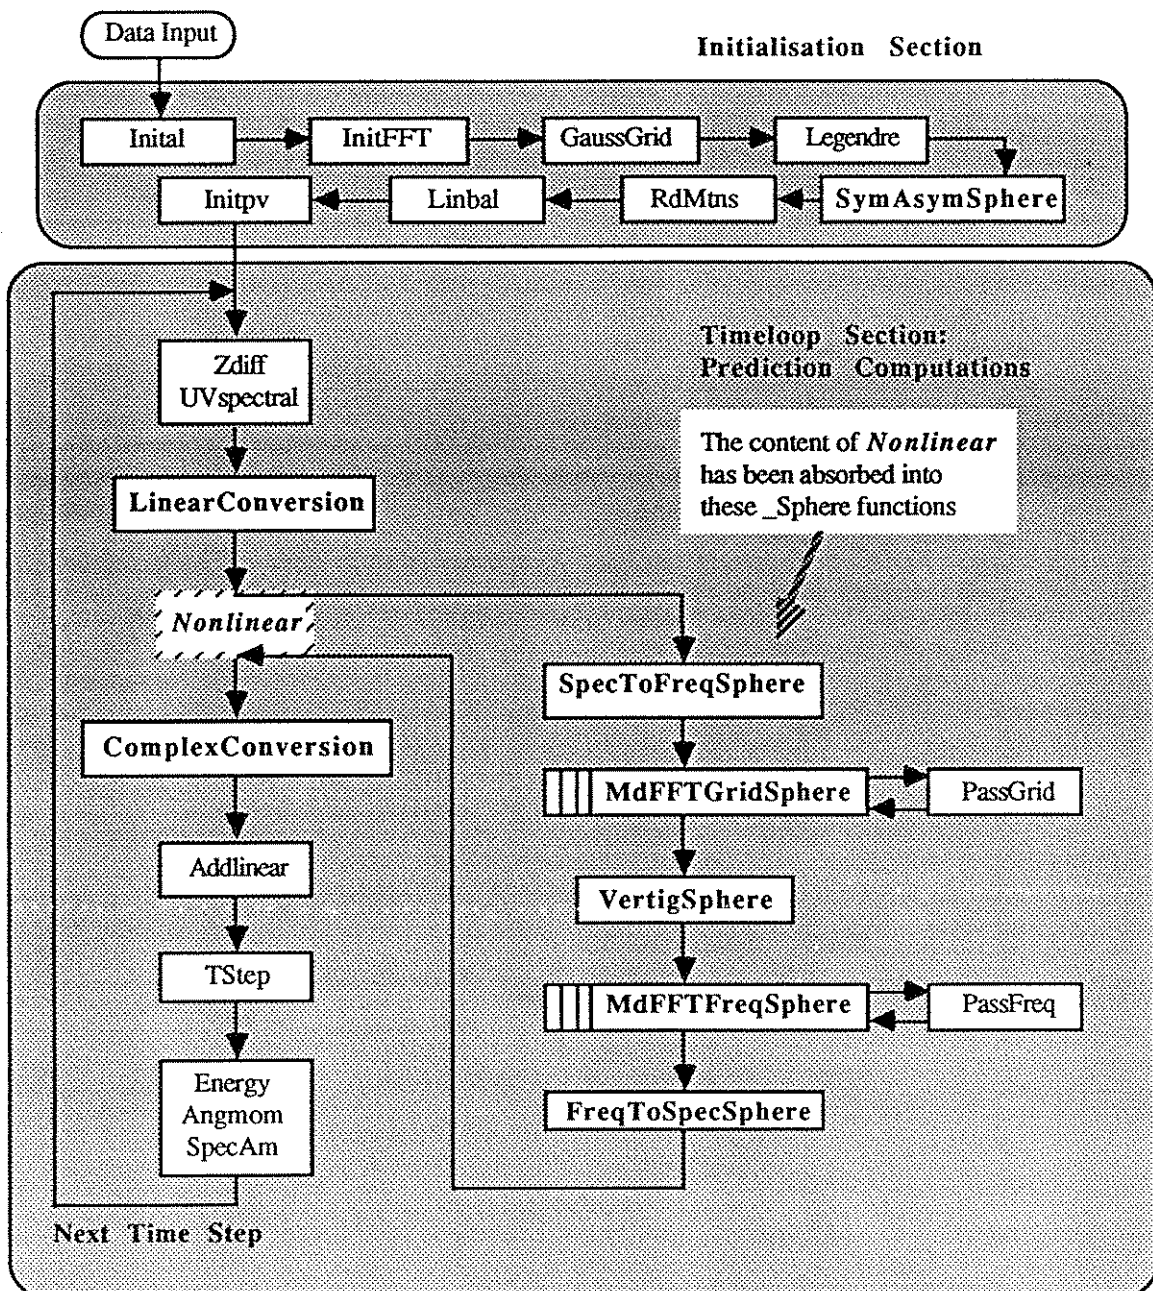 Data Input
Initialisation Section
Inital
InitFFT
GaussGrid
Legendre
Initpv
Linbal
RdMtns
SymAsymSphere
Timeloop Section:
Prediction Computations
Zdiff
UVspectral
The content of Nonlinear
has been absorbed into
these _Sphere functions
LinearConversion
Nonlinear
SpecToFreqSphere
ComplexConversion
MdFFTGridSphere
PassGrid
Addlinear
VertigSphere
TStep
MdFFTFreqSphere
PassFreq
Energy
Angmom
SpecAm
FreqToSpecSphere
Next Time Step